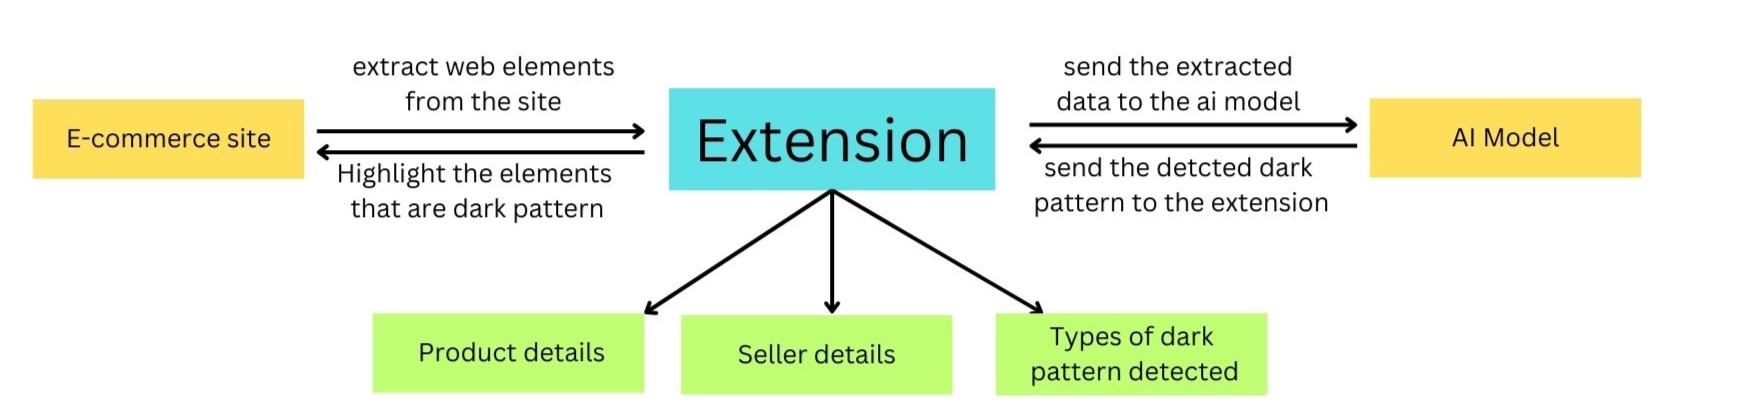 extract web elements
from the site
send the extracted
data to the ai model
E-commerce site
Extension
AI Model
Highlight the elements
that are dark pattern
send the detcted dark
pattern to the extension
Product details
Seller details
Types of dark
pattern detected